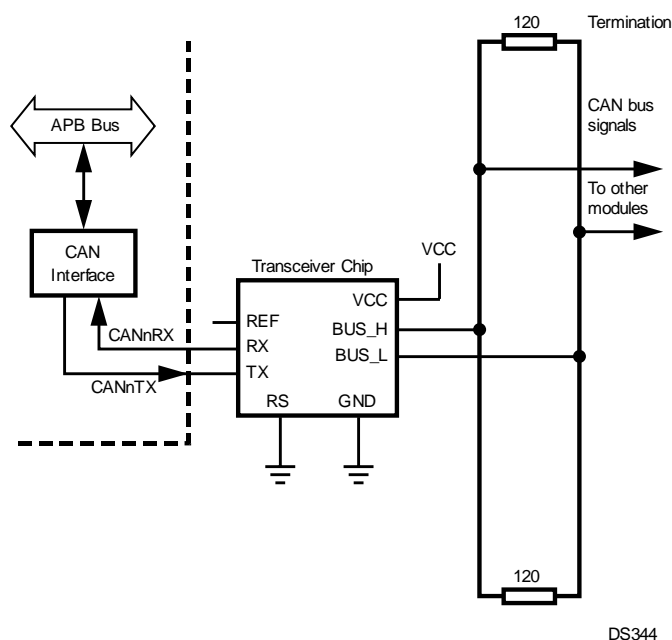 120
Termination
APB Bus
CAN bus
signals
To other
modules
CAN
Interface
Transceiver Chip
VCC
VCC
REF
BUS_H
CANnRX
RX
BUS_L
TX
CANnTX
RS
GND
120
DS344